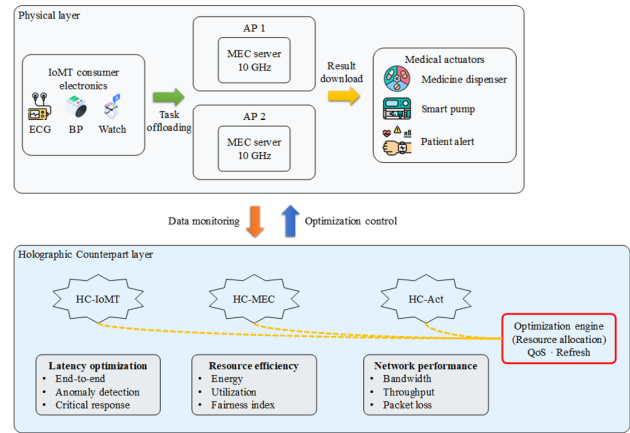 Physical layer
IoMT consumer
electronics
ECG
BP
Watch
Task
offloading
AP 1
MEC server
10 GHz
AP 2
MEC server
10 GHz
Result
download
Medical actuators
Medicine dispenser
Smart pump
Patient alert
Data monitoring
Optimization control
Holographic Counterpart layer
HC-IoMT
HC-MEC
HC-Act
Optimization engine
(Resource allocation)
QoS · Refresh
Latency optimization
• End-to-end
• Anomaly detection
• Critical response
Resource efficiency
• Energy
• Utilization
• Fairness index
Network performance
• Bandwidth
• Throughput
• Packet loss